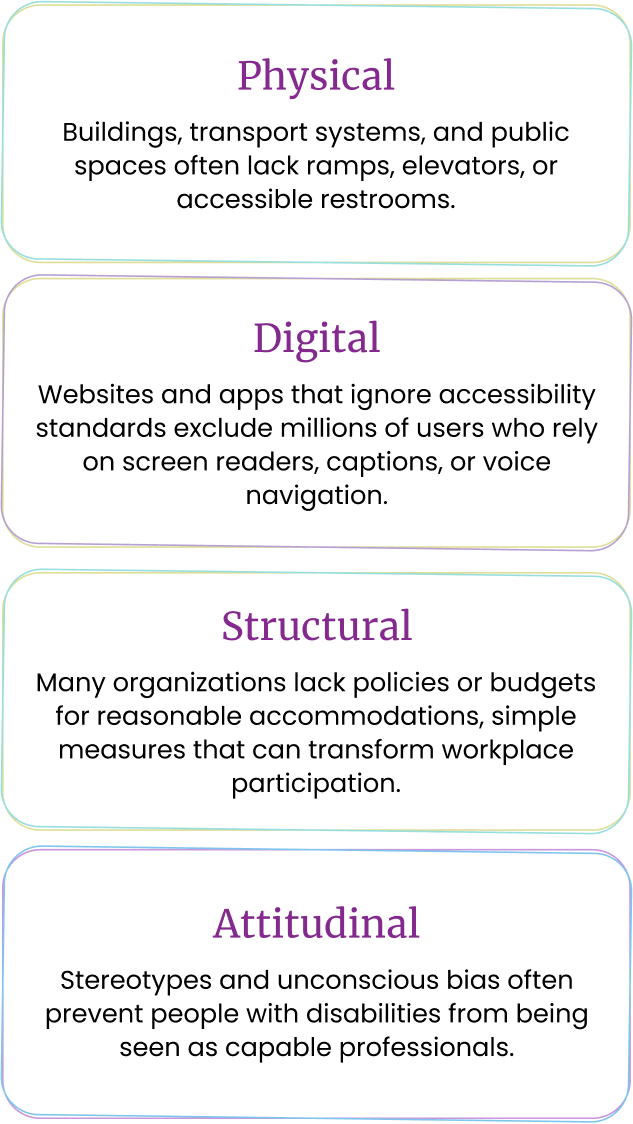 Physical
Buildings, transport systems, and public
spaces often lack ramps, elevators, or
accessible restrooms.
Digital
Websites and apps that ignore accessibility
standards exclude millions of users who rely
on screen readers, captions, or voice
navigation.
Structural
Many organizations lack policies or budgets
for reasonable accommodations, simple
measures that can transform workplace
participation.
Attitudinal
Stereotypes and unconscious bias often
prevent people with disabilities from being
seen as capable professionals.